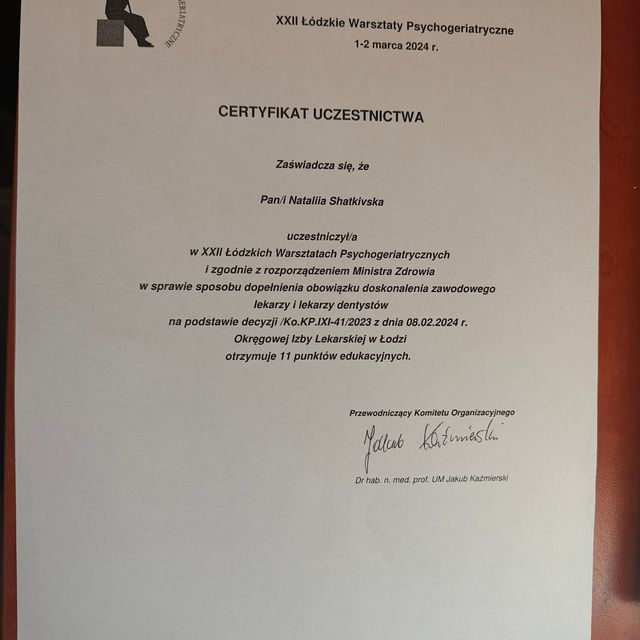 GERIATRYCZNE
XXII Łódzkie Warsztaty Psychogeriatryczne
1-2 marca 2024 r.
CERTYFIKAT UCZESTNICTWA
Zaświadcza się, że
Pan/i Nataliia Shatkivska
uczestniczył/a
w XXII Łódzkich Warsztatach Psychogeriatrycznych
i zgodnie z rozporządzeniem Ministra Zdrowia
w sprawie sposobu dopełnienia obowiązku doskonalenia zawodowego
lekarzy i lekarzy dentystów
na podstawie decyzji /Ko.KP.IXI-41/2023 z dnia 08.02.2024 r.
Okręgowej Izby Lekarskiej w Łodzi
otrzymuje 11 punktów edukacyjnych.
Przewodniczący Komitetu Organizacyjnego
Jakub Kaźmierski
Dr hab. n. med. prof. UM Jakub Kaźmierski